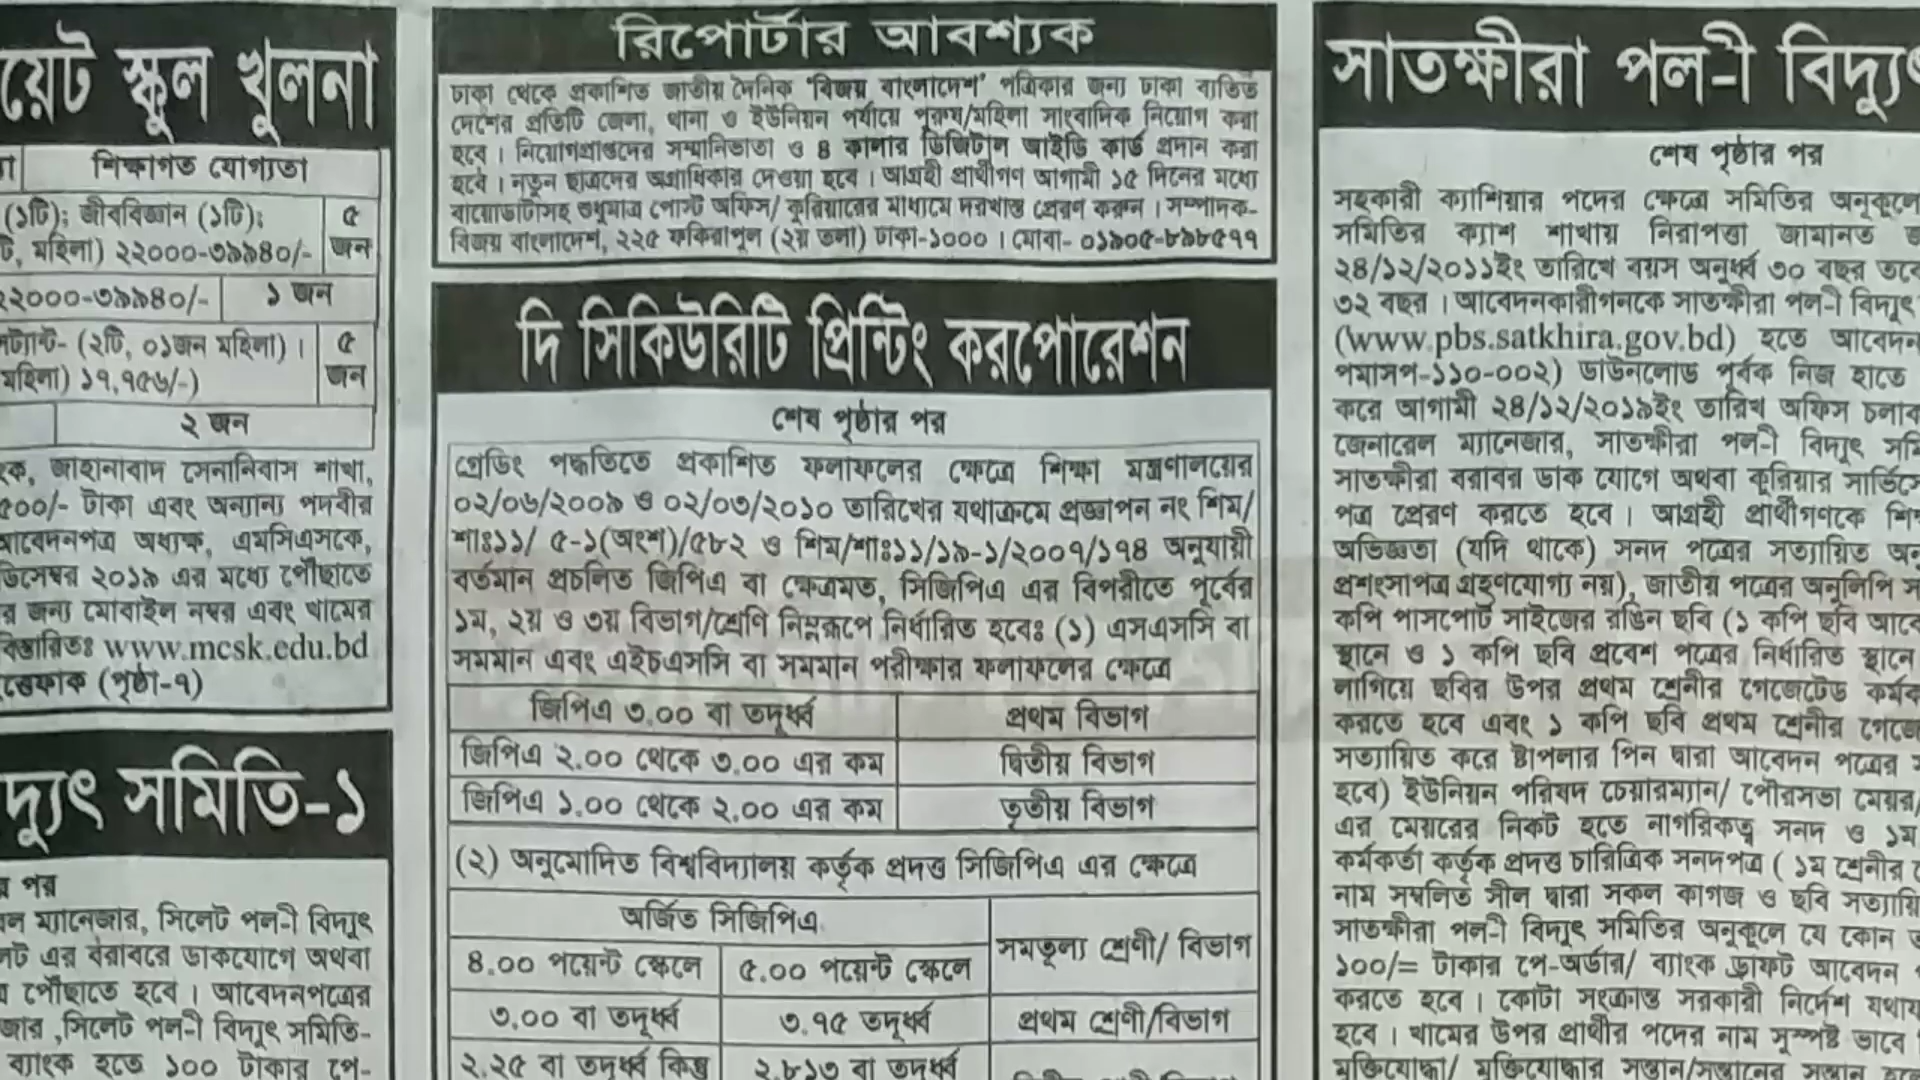 য়েট স্কুল খুলনা
শিক্ষাগত যোগ্যতা
(১টি); জীববিজ্ঞান (১টি);
টি, মহিলা) ২২০০০-৩৯৯৪০/-
৫
জন
২২০০০-৩৯৯৪০/-
১ জন
সট্যান্ট- (২টি, ০১জন মহিলা)।
মহিলা) ১৭,৭৫৬/-)
৫
জন
২ জন
জাহানাবাদ সেনানিবাস শাখা,
৫০০/- টাকা এবং অন্যান্য পদবীর
আবেদনপত্র অধ্যক্ষ, এমসিএসকে,
ডিসেম্বর ২০১৯ এর মধ্যে পৌঁছাতে
র জন্য মোবাইল নম্বর এবং খামের
বিস্তারিতঃ www.mcsk.edu.bd
ত্তেফাক (পৃষ্ঠা-৭)
দ্যুৎ সমিতি-১
র পর
ল ম্যানেজার, সিলেট পল-ী বিদ্যুৎ
লট এর বরাবরে ডাকযোগে অথবা
পৌঁছাতে হবে। আবেদনপত্রের
জার ,সিলেট পল-ী বিদ্যুৎ সমিতি-
ব্যাংক হতে ১০০ টাকার পে-
রিপোর্টার আবশ্যক
ঢাকা থেকে প্রকাশিত জাতীয় দৈনিক ‘বিজয় বাংলাদেশ’ পত্রিকার জন্য ঢাকা ব্যতিত
দেশের প্রতিটি জেলা, থানা ও ইউনিয়ন পর্যায়ে পুরুষ/মহিলা সাংবাদিক নিয়োগ করা
হবে। নিয়োগপ্রাপ্তদের সম্মানিভাতা ও ৪ কালার ডিজিটাল আইডি কার্ড প্রদান করা
হবে। নতুন ছাত্রদের অগ্রাধিকার দেওয়া হবে। আগ্রহী প্রার্থীগণ আগামী ১৫ দিনের মধ্যে
বায়োডাটাসহ শুধুমাত্র পোস্ট অফিস/ কুরিয়ারের মাধ্যমে দরখাস্ত প্রেরণ করুন। সম্পাদক-
বিজয় বাংলাদেশ, ২২৫ ফকিরাপুল (২য় তলা) ঢাকা-১০০০। মোবা- ০১৯০৫-৮৯৮৫৭৭
দি সিকিউরিটি প্রিন্টিং করপোরেশন
শেষ পৃষ্ঠার পর
গ্রেডিং পদ্ধতিতে প্রকাশিত ফলাফলের ক্ষেত্রে শিক্ষা মন্ত্রণালয়ের
০২/০৬/২০০৯ ও ০২/০৩/২০১০ তারিখের যথাক্রমে প্রজ্ঞাপন নং শিম/
শাঃ১১/ ৫-১(অংশ)/৫৮২ ও শিম/শাঃ১১/১৯-১/২০০৭/১৭৪ অনুযায়ী
বর্তমান প্রচলিত জিপিএ বা ক্ষেত্রমত, সিজিপিএ এর বিপরীতে পূর্বের
১ম, ২য় ও ৩য় বিভাগ/শ্রেণি নিম্নরূপে নির্ধারিত হবেঃ (১) এসএসসি বা
সমমান এবং এইচএসসি বা সমমান পরীক্ষার ফলাফলের ক্ষেত্রে
জিপিএ ৩.০০ বা তদূর্ধ্ব
প্রথম বিভাগ
জিপিএ ২.০০ থেকে ৩.০০ এর কম
দ্বিতীয় বিভাগ
জিপিএ ১.০০ থেকে ২.০০ এর কম
তৃতীয় বিভাগ
(২) অনুমোদিত বিশ্ববিদ্যালয় কর্তৃক প্রদত্ত সিজিপিএ এর ক্ষেত্রে
অর্জিত সিজিপিএ
সমতুল্য শ্রেণী/ বিভাগ
৪.০০ পয়েন্ট স্কেলে
৫.০০ পয়েন্ট স্কেলে
৩.০০ বা তদূর্ধ্ব
৩.৭৫ তদূর্ধ্ব
প্রথম শ্রেণী/বিভাগ
২.২৫ বা তদূর্ধ্ব কিন্তু
২.৮১৩ বা তদূর্ধ্ব
সাতক্ষীরা পল-ী বিদ্যুৎ
শেষ পৃষ্ঠার পর
সহকারী ক্যাশিয়ার পদের ক্ষেত্রে সমিতির অনুকূলে
সমিতির ক্যাশ শাখায় নিরাপত্তা জামানত
২৪/১২/২০১১ইং তারিখে বয়স অনুর্ধ্ব ৩০ বছর তবে
৩২ বছর। আবেদনকারীগনকে সাতক্ষীরা পল-ী বিদ্যুৎ
(www.pbs.satkhira.gov.bd) হতে আবেদন
পমাসপ-১১০-০০২) ডাউনলোড পূর্বক নিজ হাতে
করে আগামী ২৪/১২/২০১৯ইং তারিখ অফিস চলাব
জেনারেল ম্যানেজার, সাতক্ষীরা পল-ী বিদ্যুৎ সমি
সাতক্ষীরা বরাবর ডাক যোগে অথবা কুরিয়ার সার্ভিসে
পত্র প্রেরণ করতে হবে। আগ্রহী প্রার্থীগণকে শি
অভিজ্ঞতা (যদি থাকে) সনদ পত্রের সত্যায়িত অনু
প্রশংসাপত্র গ্রহণযোগ্য নয়), জাতীয় পত্রের অনুলিপি স
কপি পাসপোর্ট সাইজের রঙিন ছবি (১ কপি ছবি আবে
স্থানে ও ১ কপি ছবি প্রবেশ পত্রের নির্ধারিত স্থানে
লাগিয়ে ছবির উপর প্রথম শ্রেনীর গেজেটেড কর্মক
করতে হবে এবং ১ কপি ছবি প্রথম শ্রেনীর গেজে
সত্যায়িত করে ষ্টাপলার পিন দ্বারা আবেদন পত্রের
হবে) ইউনিয়ন পরিষদ চেয়ারম্যান/ পৌরসভা মেয়র/
এর মেয়রের নিকট হতে নাগরিকত্ব সনদ ও ১ম
কর্মকর্তা কর্তৃক প্রদত্ত চারিত্রিক সনদপত্র ( ১ম শ্রেনীর
নাম সম্বলিত সীল দ্বারা সকল কাগজ ও ছবি সত্যায়ি
সাতক্ষীরা পল-ী বিদ্যুৎ সমিতির অনুকূলে যে কোন
১০০/= টাকার পে-অর্ডার/ ব্যাংক ড্রাফট আবেদন
করতে হবে। কোটা সংক্রান্ত সরকারী নির্দেশ যথায
হবে। খামের উপর প্রার্থীর পদের নাম সুস্পষ্ট ভাবে
মুক্তিযোদ্ধা/ মুক্তিযোদ্ধার সন্তান/সন্তানের সন্তান